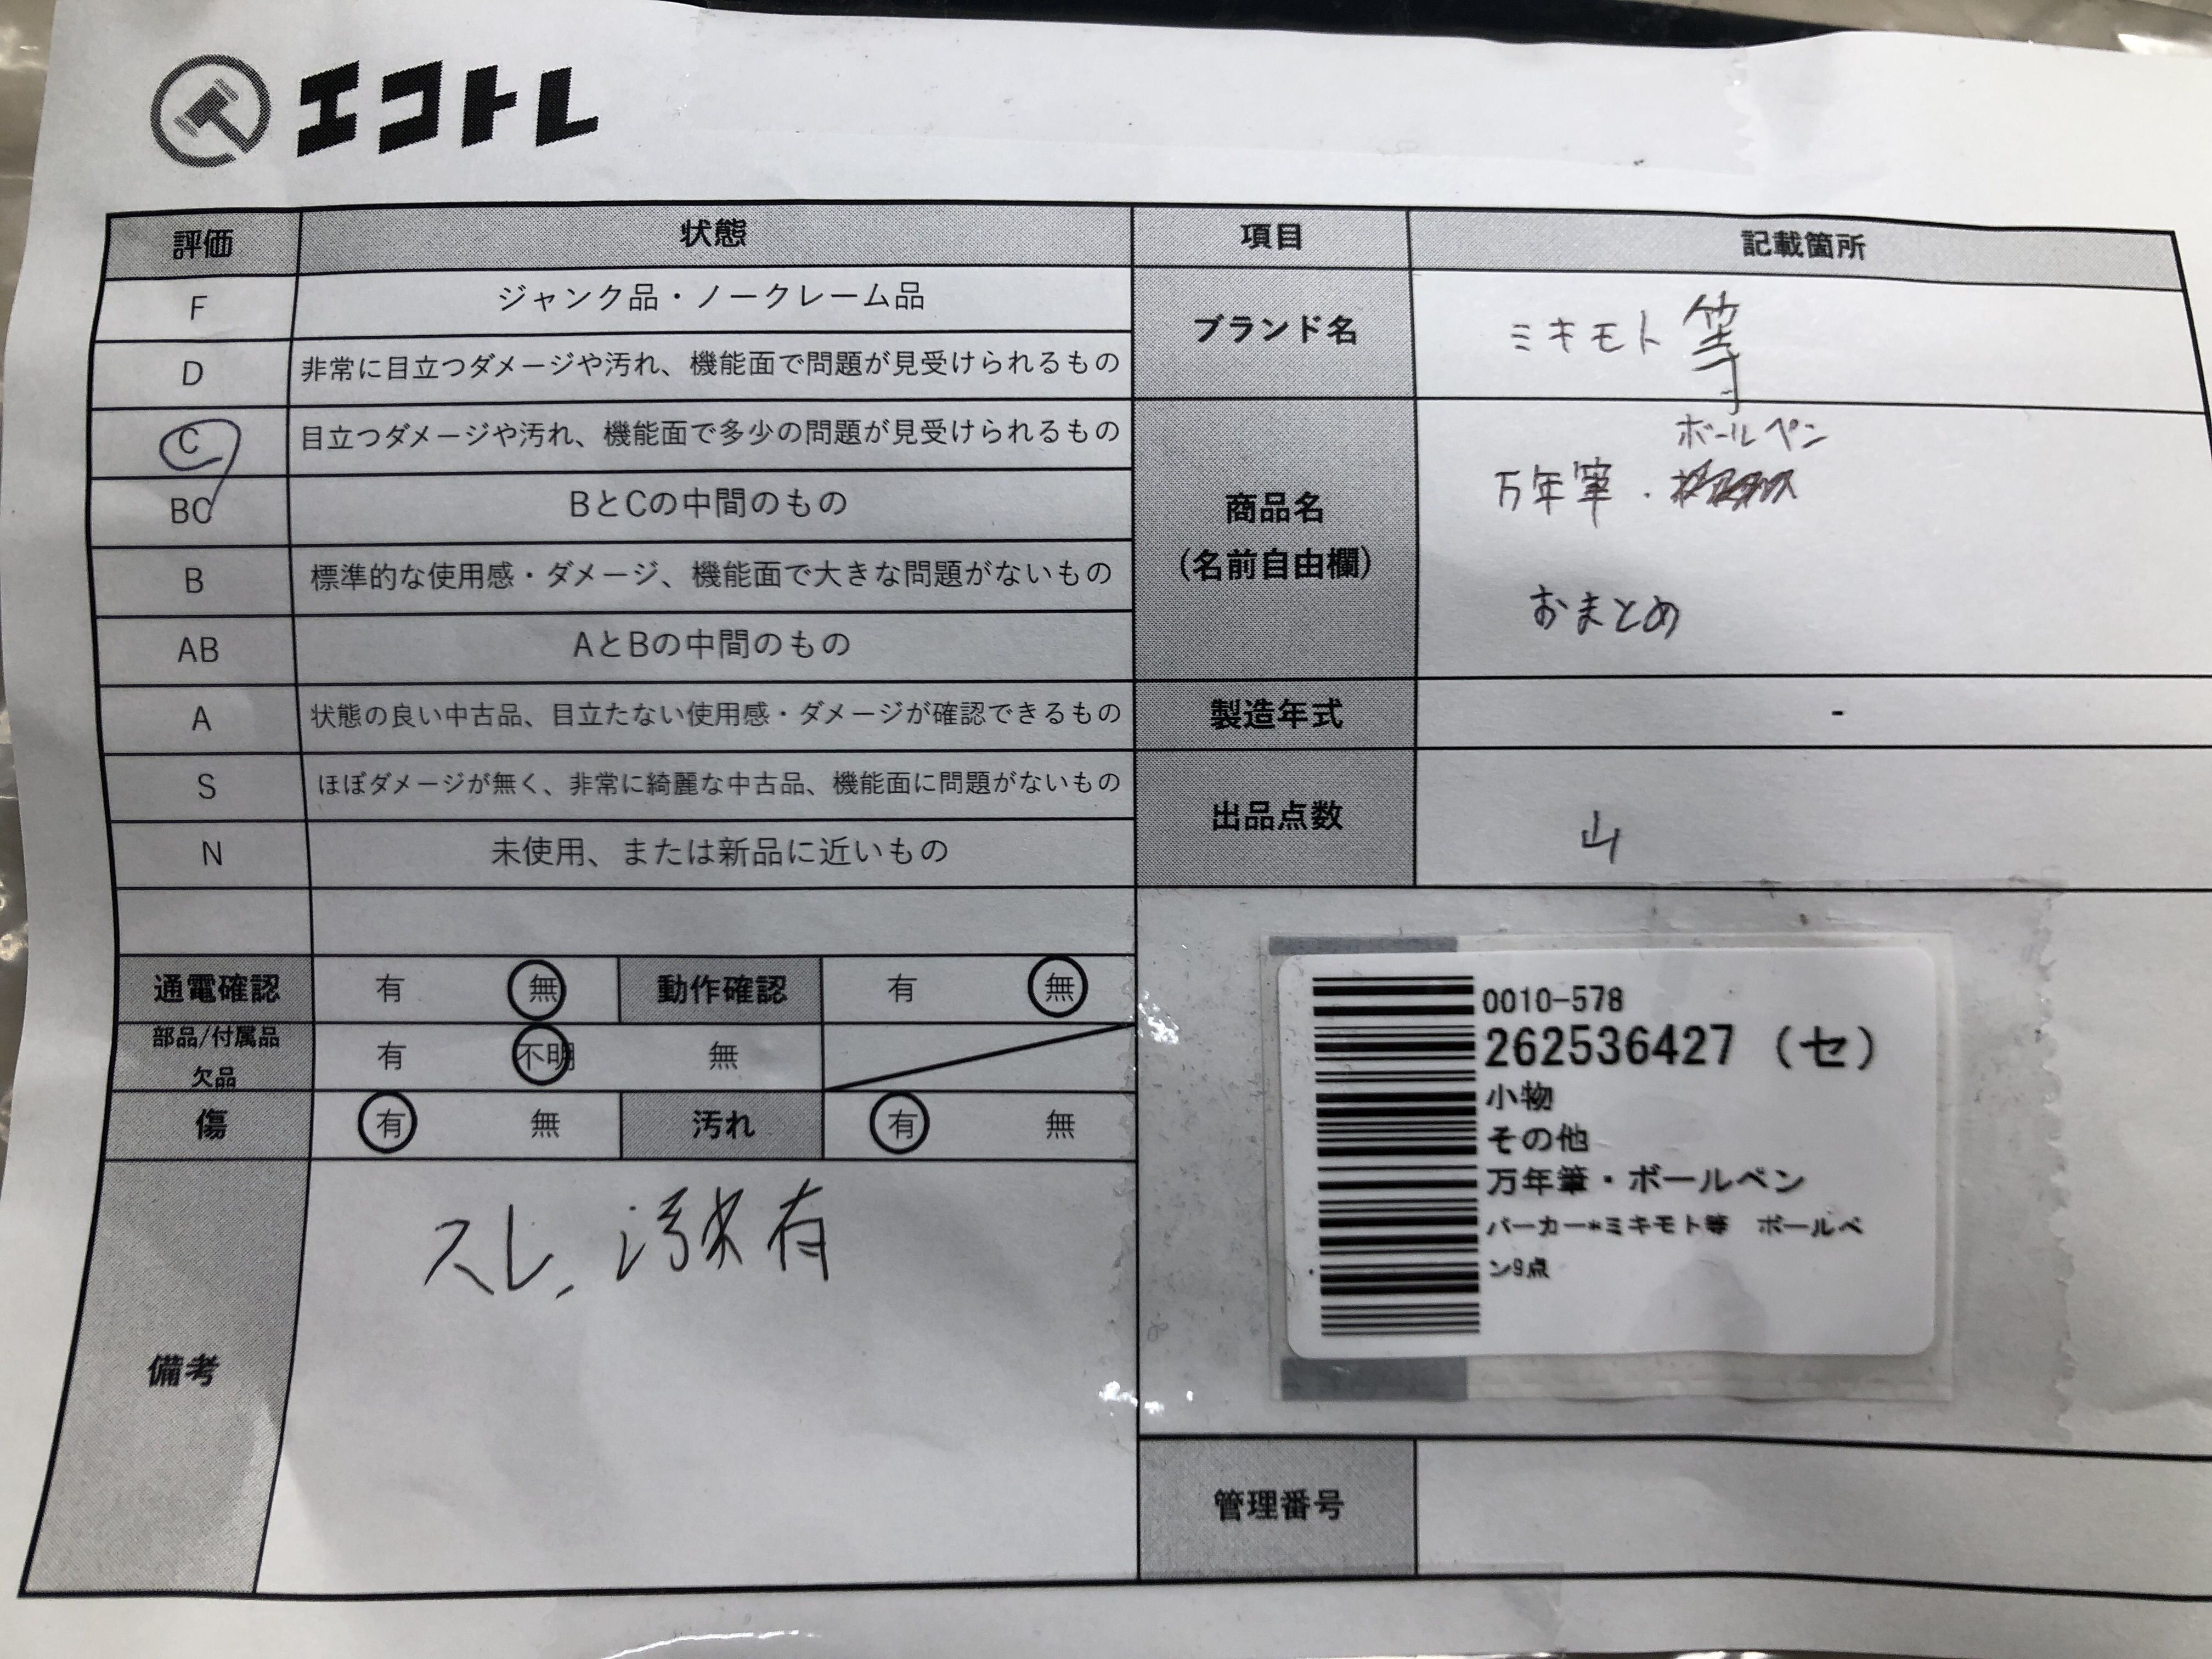 エコトレ
評価 状態 項目 記載箇所
F ジャンク品・ノークレーム品
D 非常に目立つダメージや汚れ、機能面で問題が見受けられるもの
C 目立つダメージや汚れ、機能面で多少の問題が見受けられるもの
BC BとCの中間のもの
B 標準的な使用感・ダメージ、機能面で大きな問題がないもの
AB AとBの中間のもの
A 状態の良い中古品、目立たない使用感・ダメージが確認できるもの
S ほぼダメージが無く、非常に綺麗な中古品、機能面に問題がないもの
N 未使用、または新品に近いもの
ブランド名 ミキモト等
商品名
(名前自由欄)
ボールペン
万年筆・
おまとめ
製造年式 -
出品点数 山
通電確認 有 無 動作確認 有 無
部品/付属品
欠品
有 不明 無
傷 有 無 汚れ 有 無
備考
スレ、汚れ有
0010-578
262536427 (セ)
小物
その他
万年筆・ボールペン
パーカー*ミキモト等 ボールペ
ン9点
管理番号